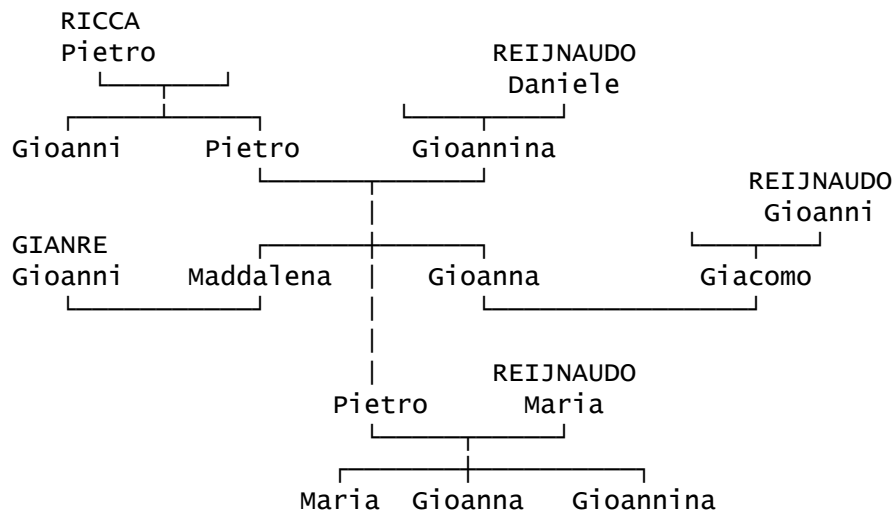 RICCA
Pietro
REIJNAUDO
Daniele
Gioanni Pietro Gioannina
REIJNAUDO
Gioanni
GIANRE
Gioanni Maddalena Gioanna Giacomo
REIJNAUDO
Pietro Maria
Maria Gioanna Gioannina